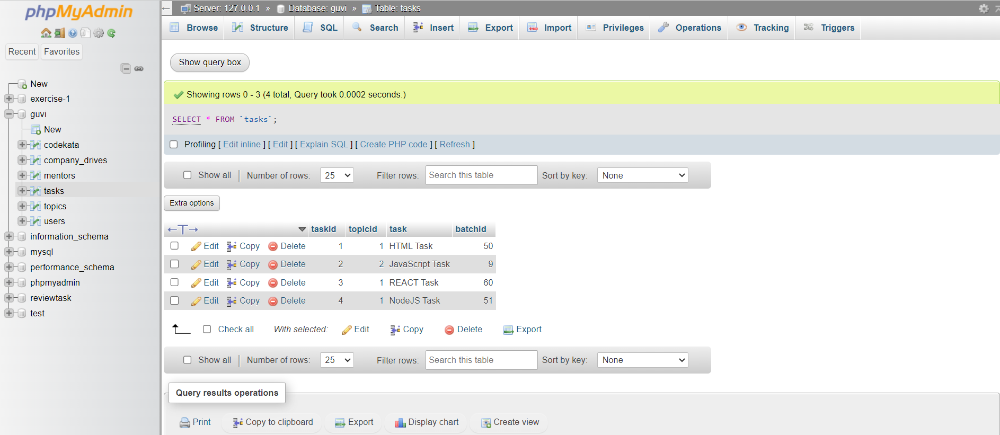 phpMyAdmin
Recent Favorites
New
exercise-1
guvi
New
codekata
company_drives
mentors
tasks
topics
users
information_schema
mysql
performance_schema
phpmyadmin
reviewtask
test
Server: 127.0.0.1 » Database: guvi » Table: tasks
Browse Structure SQL Search Insert Export Import Privileges Operations Tracking Triggers
Show query box
Showing rows 0 - 3 (4 total, Query took 0.0002 seconds.)
SELECT * FROM `tasks`;
Profiling [ Edit inline ] [ Edit ] [ Explain SQL ] [ Create PHP code ] [ Refresh ]
Show all Number of rows: 25 Filter rows: Search this table Sort by key: None
Extra options
taskid topicid task batchid
Edit Copy Delete 1 1 HTML Task 50
Edit Copy Delete 2 2 JavaScript Task 9
Edit Copy Delete 3 1 REACT Task 60
Edit Copy Delete 4 1 NodeJS Task 51
Check all With selected: Edit Copy Delete Export
Show all Number of rows: 25 Filter rows: Search this table Sort by key: None
Query results operations
Print Copy to clipboard Export Display chart Create view